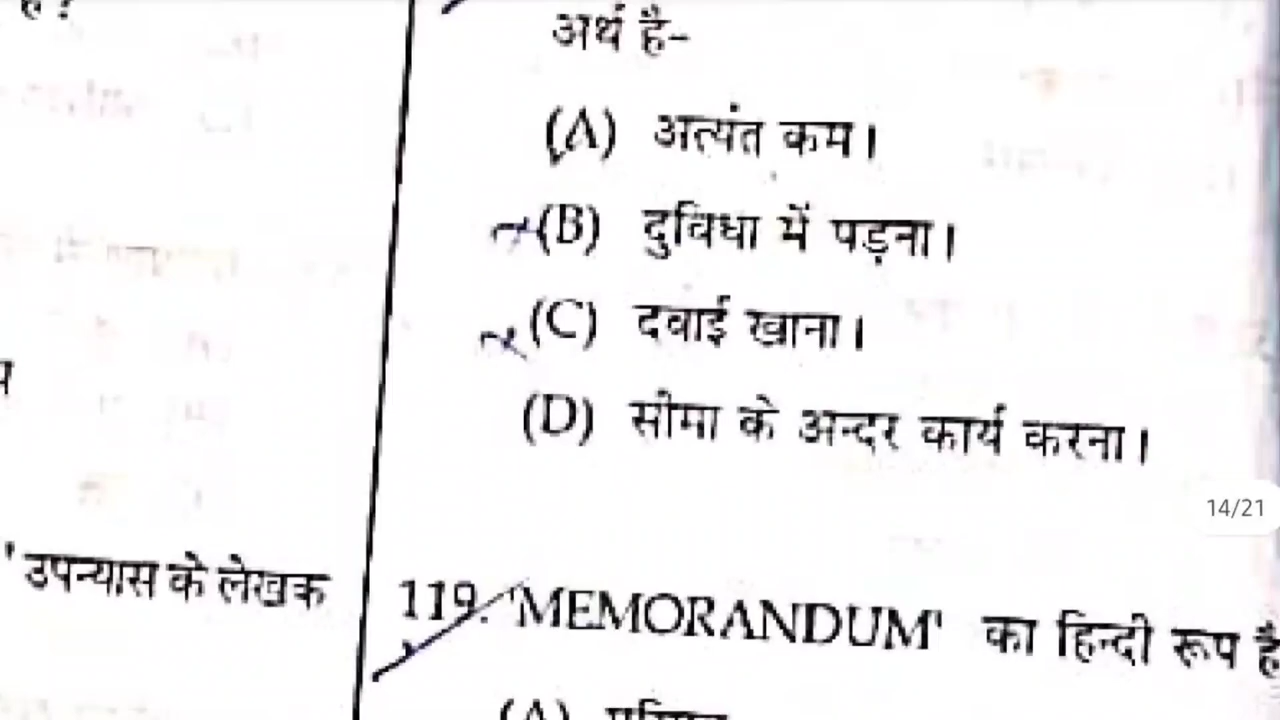 है?
अर्थ है-
(A) अत्यंत कम।
(B) दुविधा में पड़ना।
(C) दवाई खाना।
(D) सीमा के अन्दर कार्य करना।
14/21
' उपन्यास के लेखक
119. 'MEMORANDUM' का हिन्दी रूप है
(A)